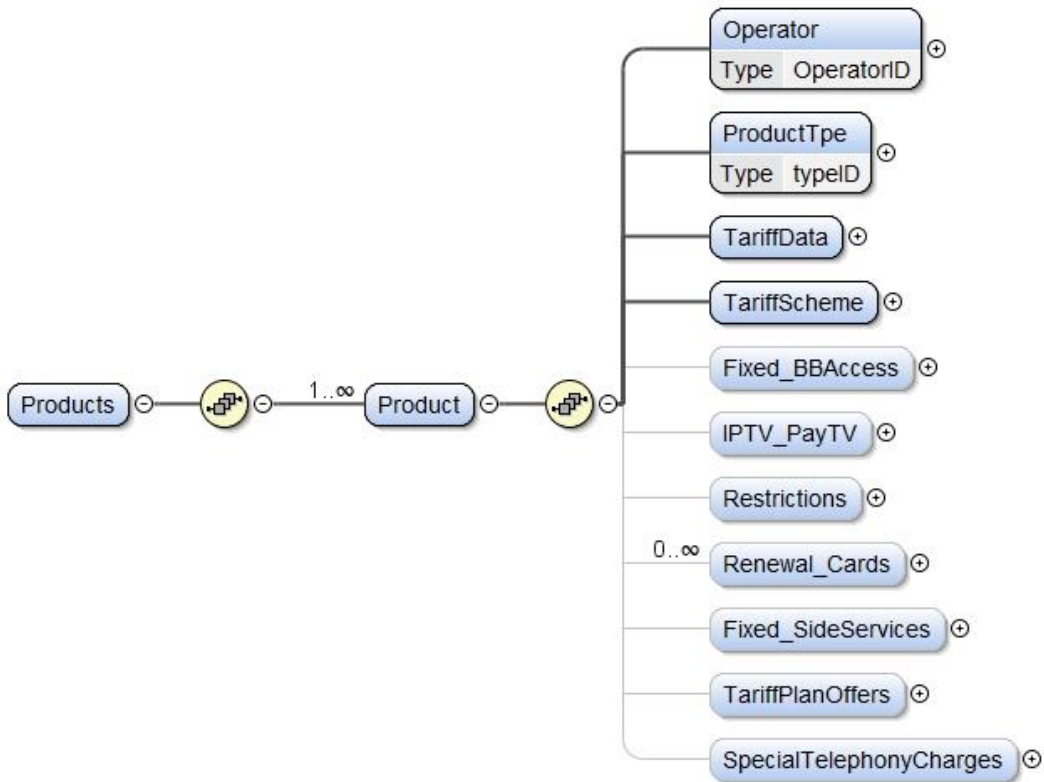 Operator
Type OperatorID
ProductTpe
Type typeID
TariffData
TariffScheme
Fixed_BBAccess
Products
1..∞
Product
IPTV_PayTV
Restrictions
0..∞
Renewal_Cards
Fixed_SideServices
TariffPlanOffers
SpecialTelephonyCharges